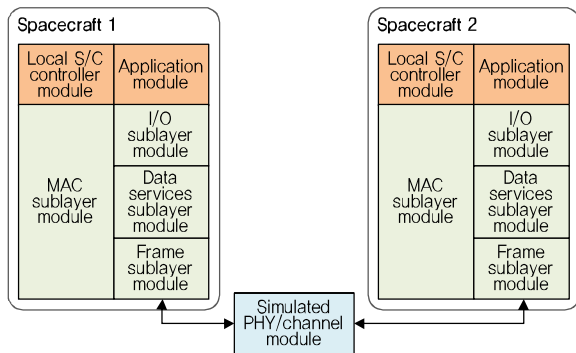 Spacecraft 1
Local S/C
controller
module
Application
module
MAC
sublayer
module
I/O
sublayer
module
Data
services
sublayer
module
Frame
sublayer
module
Spacecraft 2
Local S/C
controller
module
Application
module
MAC
sublayer
module
I/O
sublayer
module
Data
services
sublayer
module
Frame
sublayer
module
Simulated
PHY/channel
module